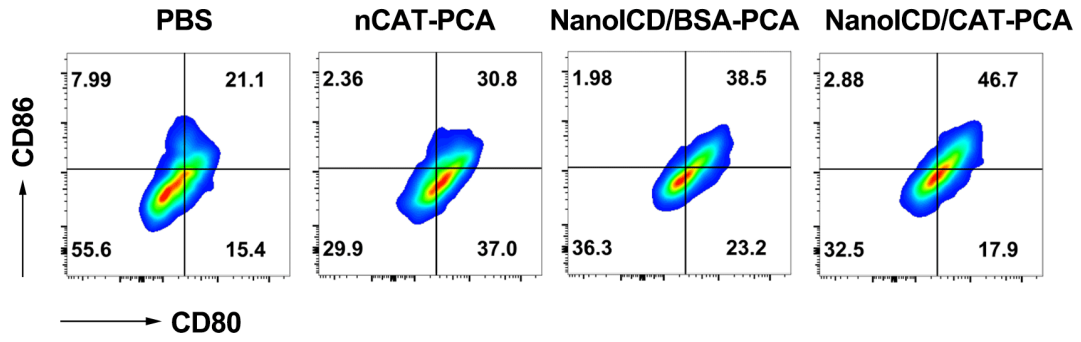 PBS nCAT-PCA NanoICD/BSA-PCA NanoICD/CAT-PCA
7.99 21.1 2.36 30.8 1.98 38.5 2.88 46.7
CD86
55.6 15.4 29.9 37.0 36.3 23.2 32.5 17.9
CD80